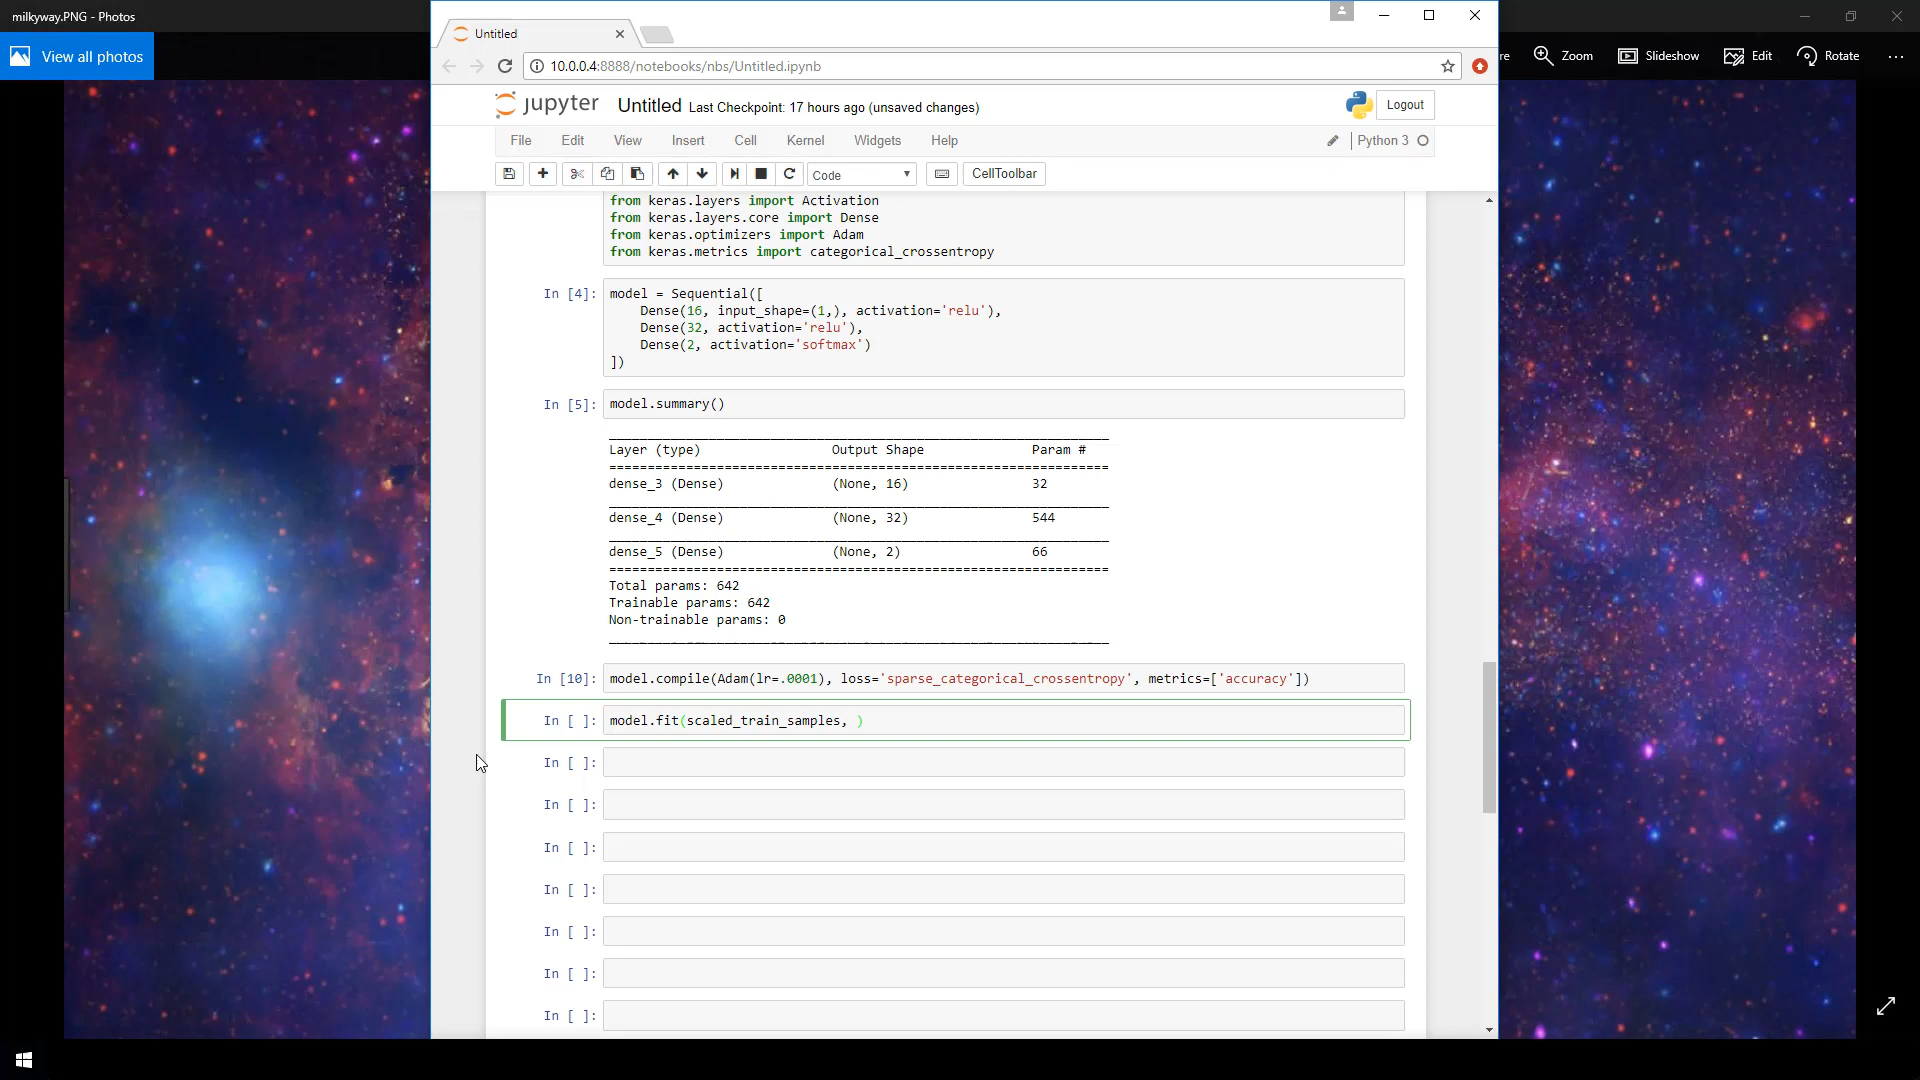 milkyway.PNG - Photos
View all photos
re
Zoom
Slideshow
Edit
Rotate
Untitled
10.0.0.4:8888/notebooks/nbs/Untitled.ipynb
jupyter Untitled Last Checkpoint: 17 hours ago (unsaved changes)
Logout
File Edit View Insert Cell Kernel Widgets Help
Python 3
Code
CellToolbar
from keras.layers import Activation
from keras.layers.core import Dense
from keras.optimizers import Adam
from keras.metrics import categorical_crossentropy
In [4]: model = Sequential([
Dense(16, input_shape=(1,), activation='relu'),
Dense(32, activation='relu'),
Dense(2, activation='softmax')
])
In [5]: model.summary()
Layer (type) Output Shape Param #
dense_3 (Dense) (None, 16) 32
dense_4 (Dense) (None, 32) 544
dense_5 (Dense) (None, 2) 66
Total params: 642
Trainable params: 642
Non-trainable params: 0
In [10]: model.compile(Adam(lr=.0001), loss='sparse_categorical_crossentropy', metrics=['accuracy'])
In [ ]: model.fit(scaled_train_samples, )
In [ ]:
In [ ]:
In [ ]:
In [ ]:
In [ ]:
In [ ]:
In [ ]: